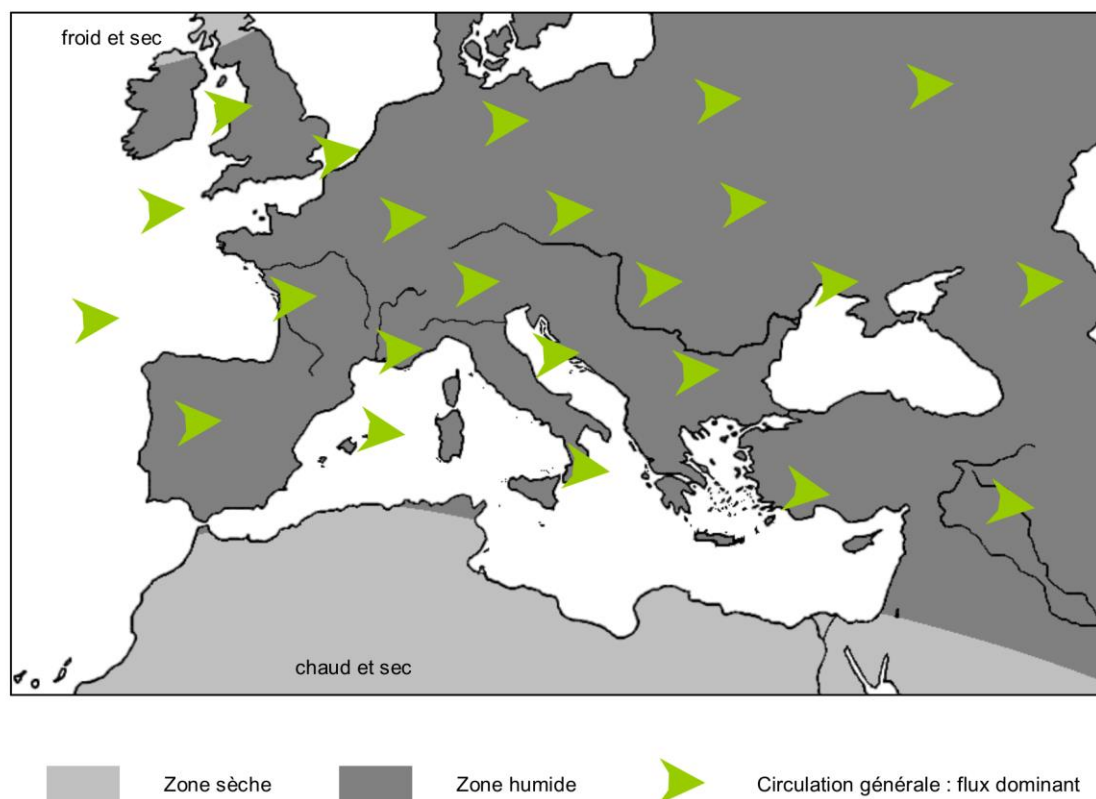 froid et sec
chaud et sec
Zone sèche
Zone humide
Circulation générale : flux dominant